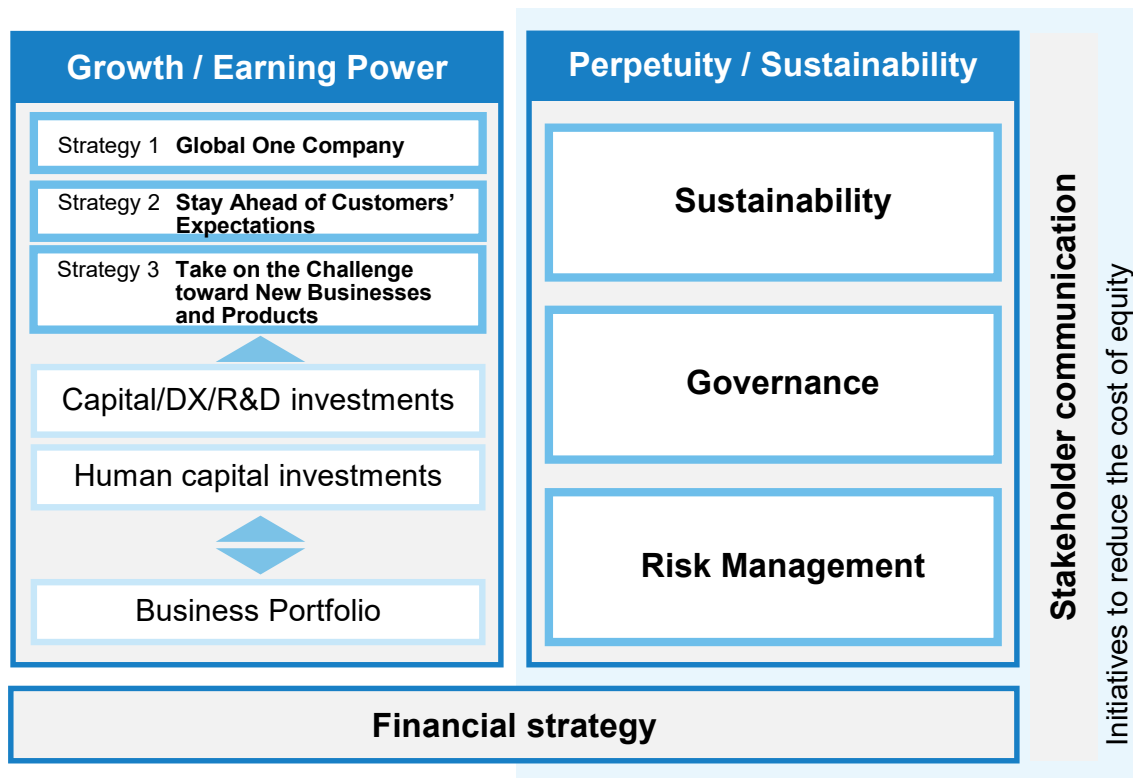 Growth / Earning Power
Strategy 1 Global One Company
Strategy 2 Stay Ahead of Customers’
Expectations
Strategy 3 Take on the Challenge
toward New Businesses
and Products
Capital/DX/R&D investments
Human capital investments
Business Portfolio
Perpetuity / Sustainability
Sustainability
Governance
Risk Management
Financial strategy
Stakeholder communication
Initiatives to reduce the cost of equity